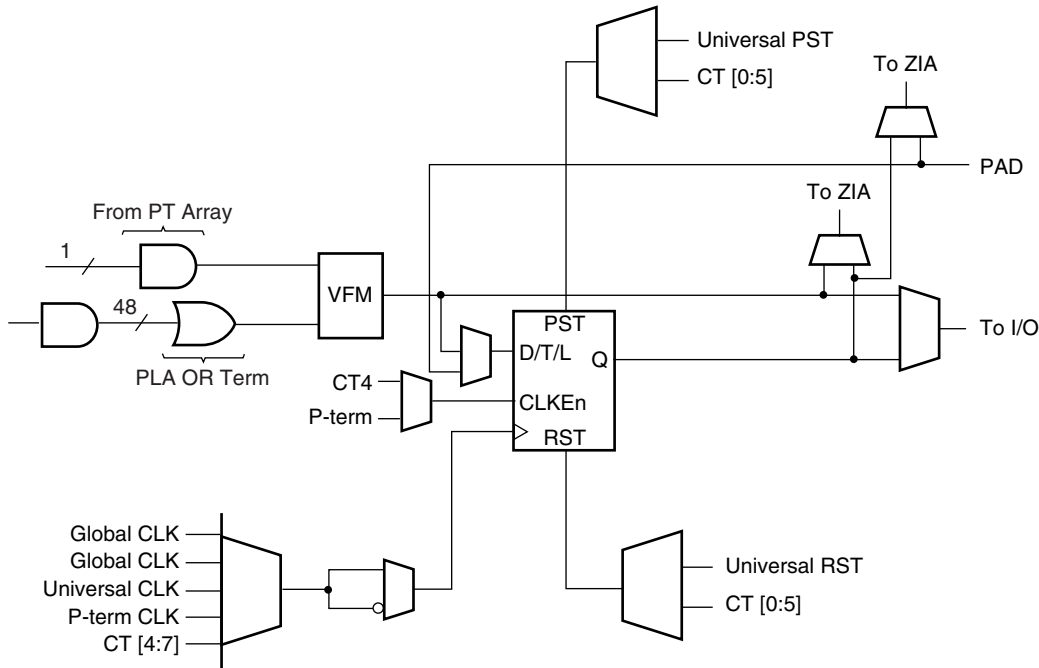 Universal PST
CT [0:5]
To ZIA
PAD
To ZIA
From PT Array
1
48
VFM
PLA OR Term
PST
D/T/L
Q
CLKEn
RST
To I/O
CT4
P-term
Global CLK
Global CLK
Universal CLK
P-term CLK
CT [4:7]
Universal RST
CT [0:5]